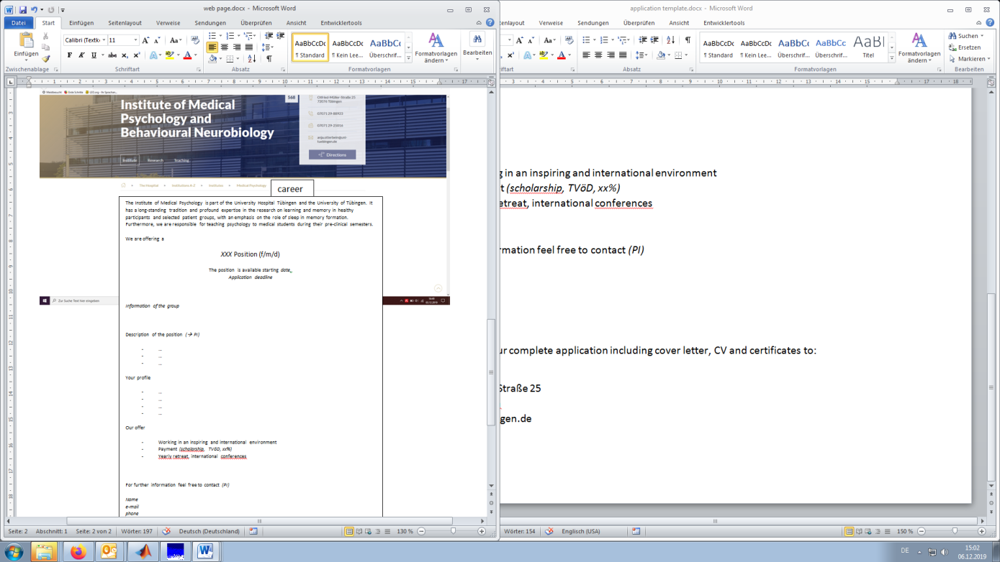 web page.docx - Microsoft Word
Datei Start Einfügen Seitenlayout Verweise Sendungen Überprüfen Ansicht Entwicklertools
Calibri (Textk 11
Einfügen
AaBbCcDc AaBbCcDc AaBbCc
¶ Standard ¶ Kein Lee... Überschrif...
Formatvorlagen ändern
Bearbeiten
Zwischenablage Schriftart Absatz Formatvorlagen
Institute of Medical
Psychology and
Behavioural Neurobiology
Institute Research Teaching
568
Otfried-Müller-Straße 25
72076 Tübingen
07071 29-88923
07071 29-25016
anja.otterbein@uni-
tuebingen.de
Directions
The Hospital Institutions A-Z Institutes Medical Psychology
career
The Institute of Medical Psychology is part of the University Hospital Tübingen and the University of Tübingen. It
has a long-standing tradition and profound expertise in the research on learning and memory in healthy
participants and selected patient groups, with an emphasis on the role of sleep in memory formation.
Furthermore, we are responsible for teaching psychology to medical students during their pre-clinical semesters.
We are offering a
XXX Position (f/m/d)
The position is available starting date,
Application deadline
Zur Suche Text hier eingeben
Information of the group
Description of the position (→ PI)
- ...
- ...
- ...
Your profile
- ...
- ...
- ...
- ...
Our offer
- Working in an inspiring and international environment
- Payment (scholarship, TVöD, xx%)
- Yearly retreat, international conferences
For further information feel free to contact (PI)
Name
e-mail
phone
Seite: 2 Abschnitt: 1 Seite: 2 von 2 Wörter: 197 Deutsch (Deutschland) 130 %
application template.docx - Microsoft Word
enlayout Verweise Sendungen Überprüfen Ansicht Entwicklertools
AaBbCcDc AaBbCcDc AaBbCc AaBbCc AaBl
¶ Standard ¶ Kein Lee... Überschrif... Überschrif... Titel
Formatvorlagen ändern
Suchen
Ersetzen
Markieren
rift Absatz Formatvorlagen Bearbeiten
g in an inspiring and international environment
t (scholarship, TVöD, xx%)
etreat, international conferences
rmation feel free to contact (PI)
ur complete application including cover letter, CV and certificates to:
Straße 25
gen.de
Wörter: 154 Englisch (USA) 150 %
DE
15:02
06.12.2019